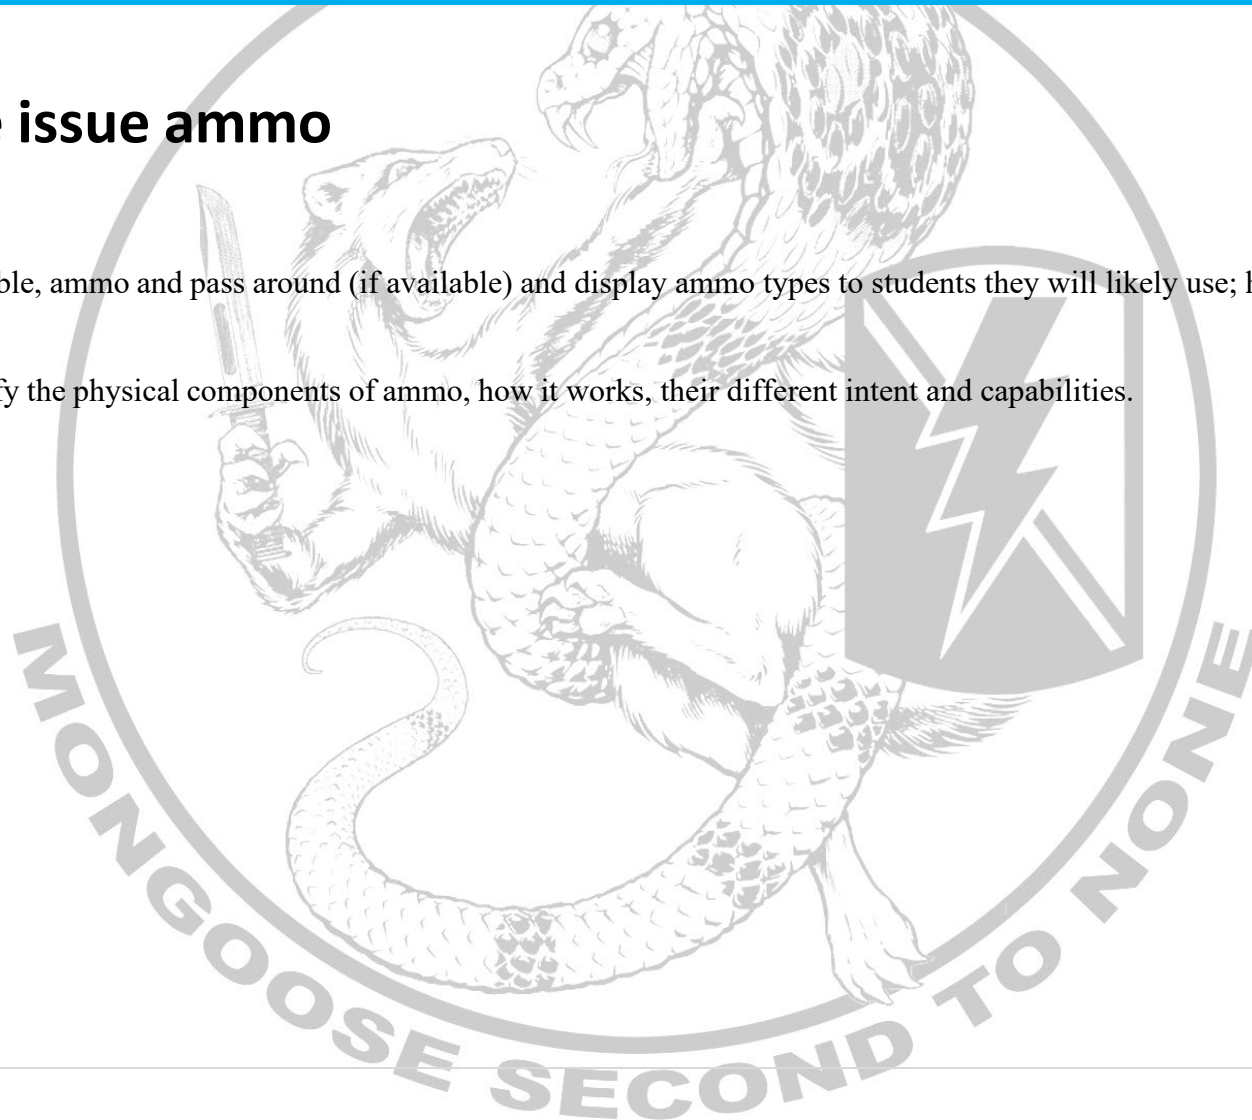 e issue ammo
ble, ammo and pass around (if available) and display ammo types to students they will likely use; h
fy the physical components of ammo, how it works, their different intent and capabilities.
MONGOOSE SECOND TO NONE